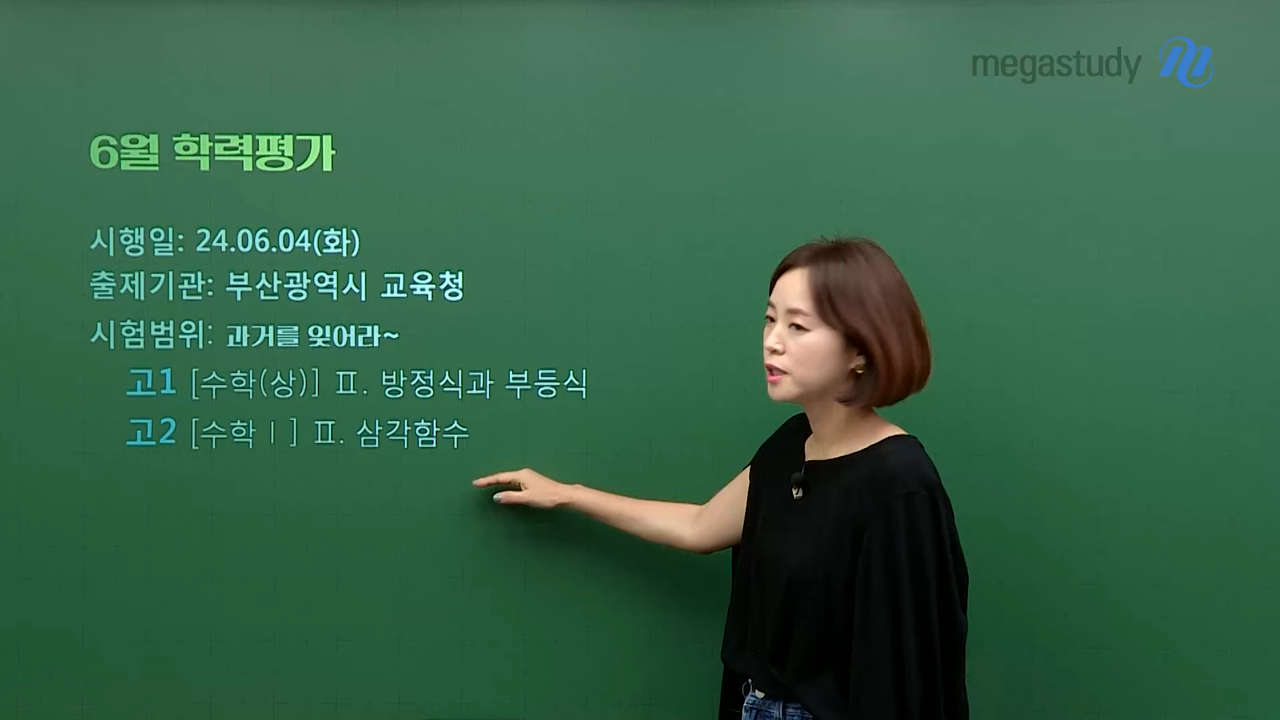 megastudy
6월 학력평가
시행일: 24.06.04(화)
출제기관: 부산광역시 교육청
시험범위: 과거를 잊어라~
고1 [수학(상)] Ⅱ. 방정식과 부등식
고2 [수학Ⅰ] Ⅱ. 삼각함수